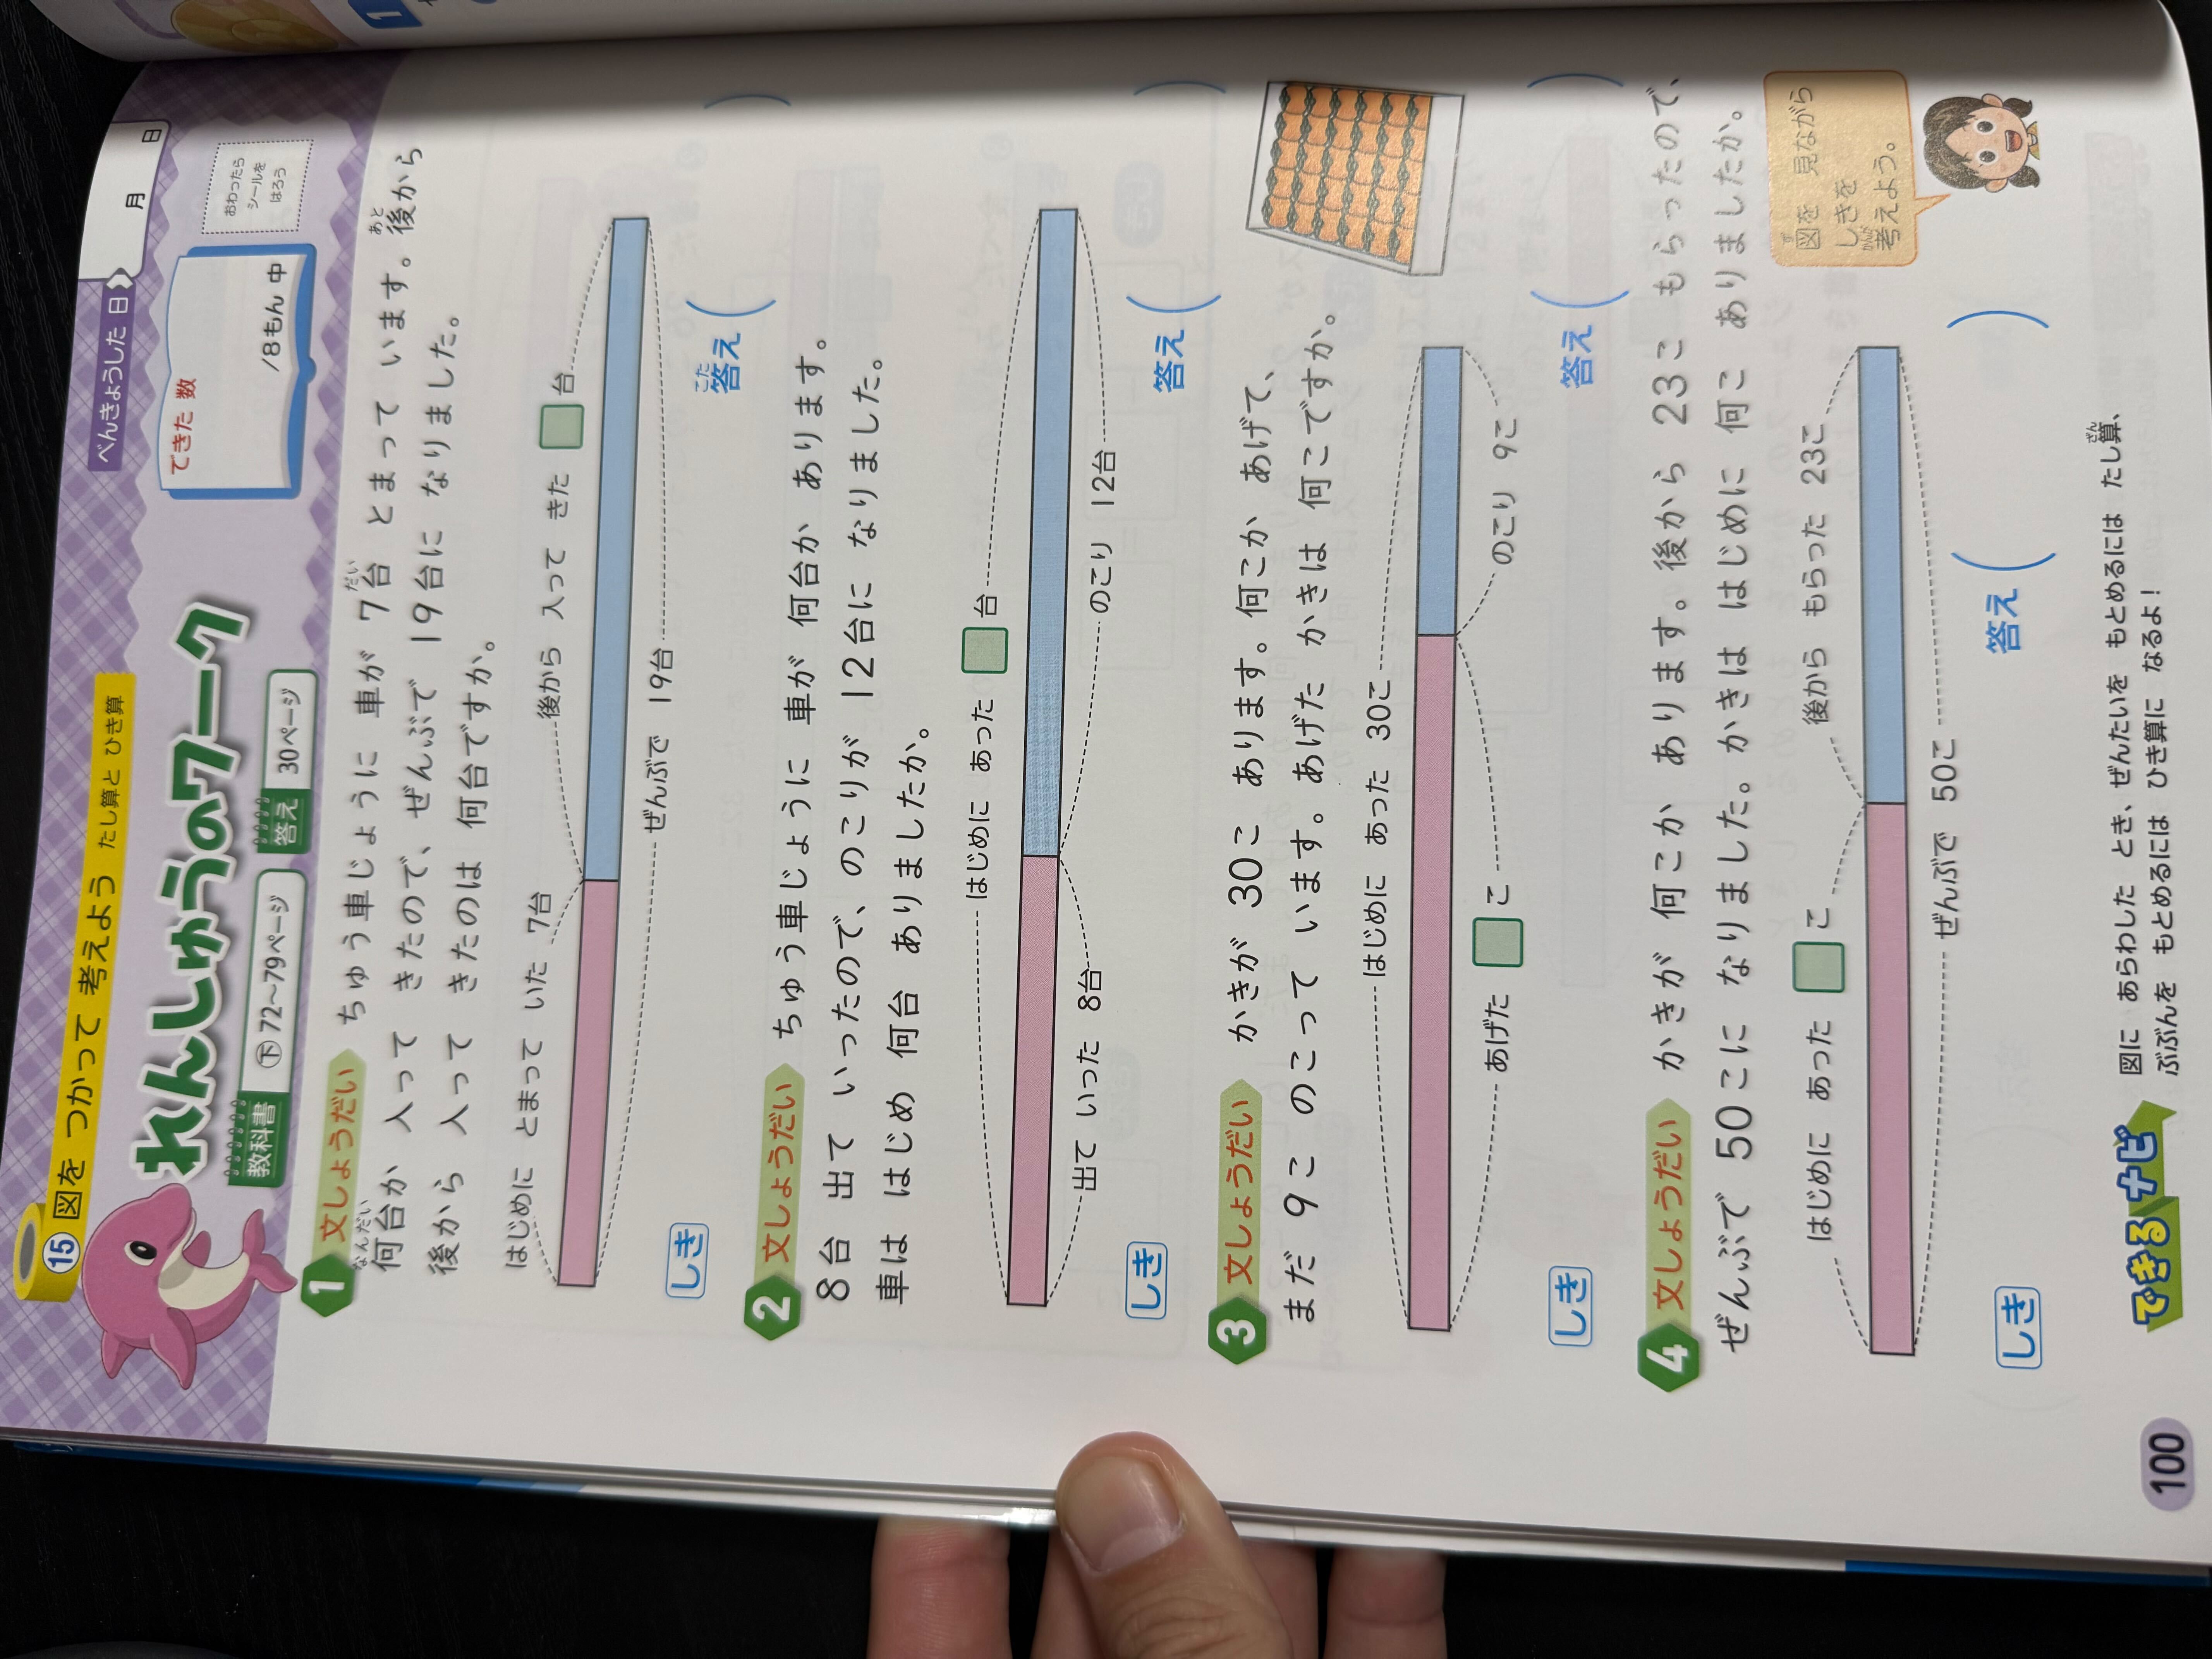 ⑮ 図を つかって 考えよう たし算と ひき算
べんきょうした 日
月 日
れんしゅうのワーク
教科書 ㊦ 72〜79ページ 答え 30ページ
できた 数
/8もん 中
おわったら
シールを
はろう
1 文しょうだい ちゅう車じょうに 車が 7台 とまって います。後から
何台か 入って きたので、ぜんぶで 19台に なりました。
後から 入って きたのは 何台ですか。
はじめに とまって いた 7台 後から 入って きた □台
ぜんぶで 19台
しき 答え( )
2 文しょうだい ちゅう車じょうに 車が 何台か あります。
8台 出て いったので、のこりが 12台に なりました。
車は はじめ 何台 ありましたか。
はじめに あった □台
出て いった 8台 のこり 12台
しき 答え( )
3 文しょうだい かきが 30こ あります。何こか あげて、
まだ 9こ のこって います。あげた かきは 何こですか。
はじめに あった 30こ
あげた □こ のこり 9こ
しき 答え( )
4 文しょうだい かきが 何こか あります。後から 23こ もらったので、
ぜんぶで 50こに なりました。かきは はじめに 何こ ありましたか。
はじめに あった □こ 後から もらった 23こ
ぜんぶで 50こ
図を 見ながら
しきを
考えよう。
しき 答え( )
できるナビ 図に あらわした とき、ぜんたいを もとめるには たし算、
ぶぶんを もとめるには ひき算に なるよ!
100